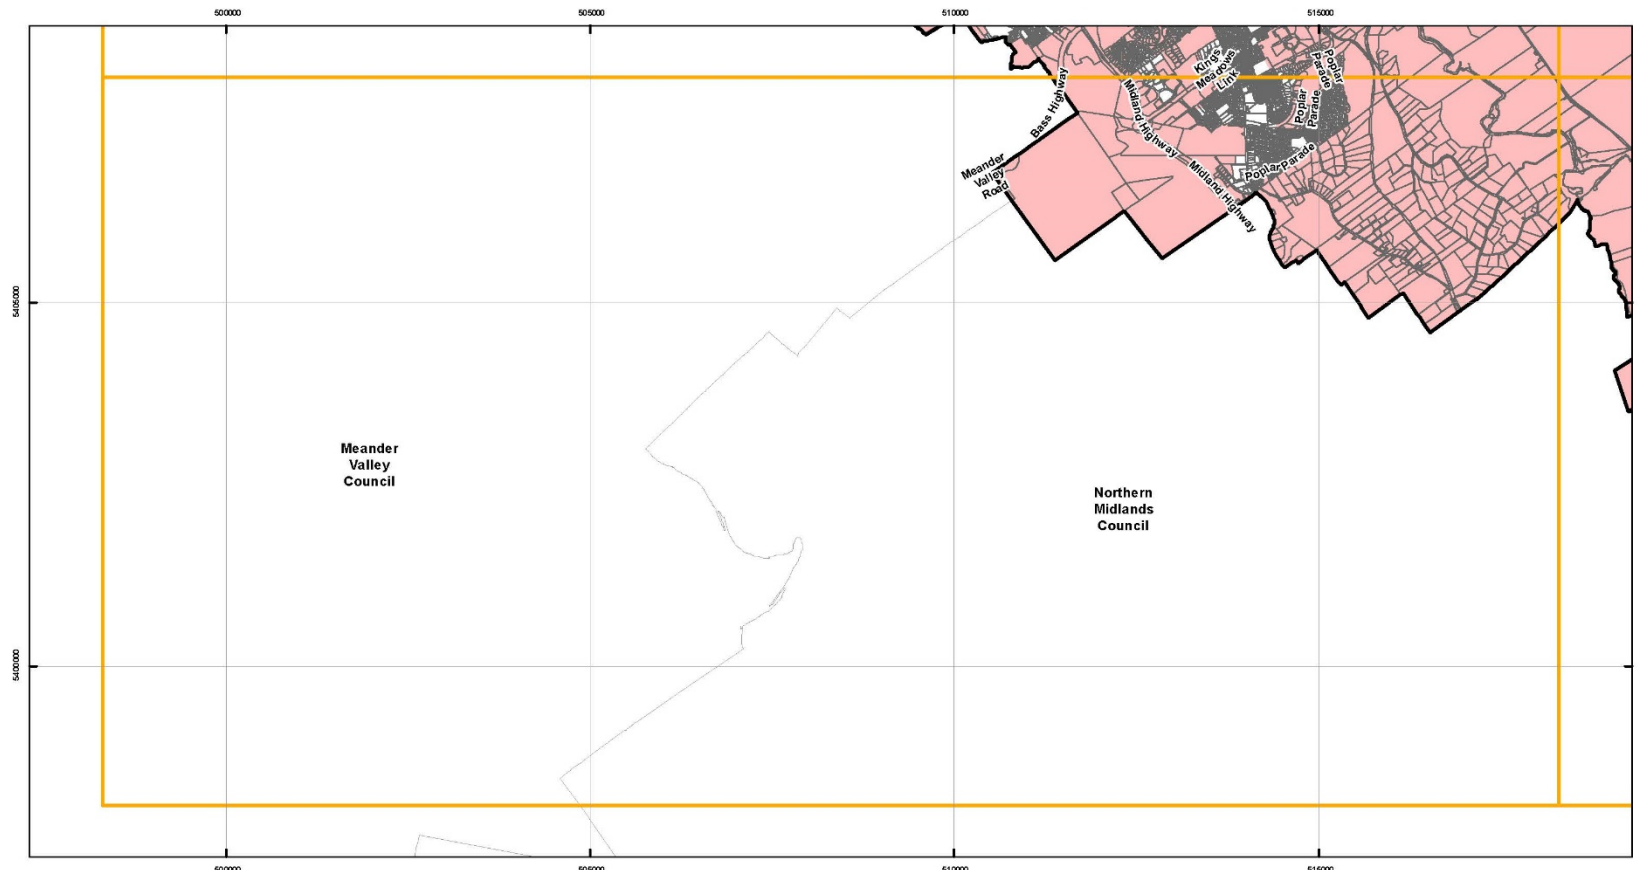 500000
505000
510000
515000
Kings
Meadows
Link
Poplar
Parade
Bass Highway
Midland Highway
Poplar
Parade
Meander
Valley
Road
Midland Highway
Poplar Parade
5405000
Meander
Valley
Council
Northern
Midlands
Council
5400000
500000
505000
510000
515000